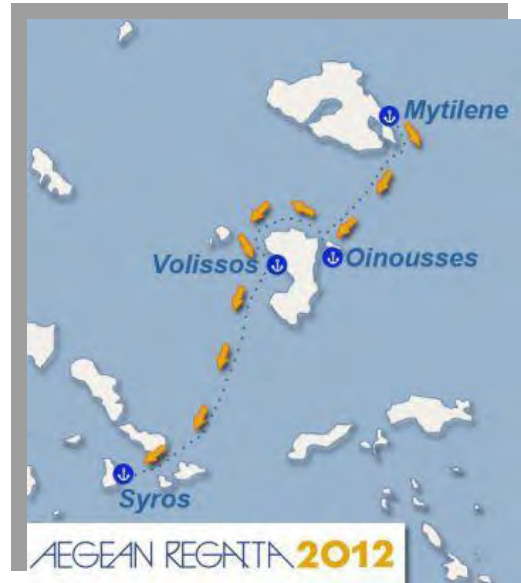 Mytilene
Volissos
Oinousses
Syros
AEGEAN REGATTA 2012